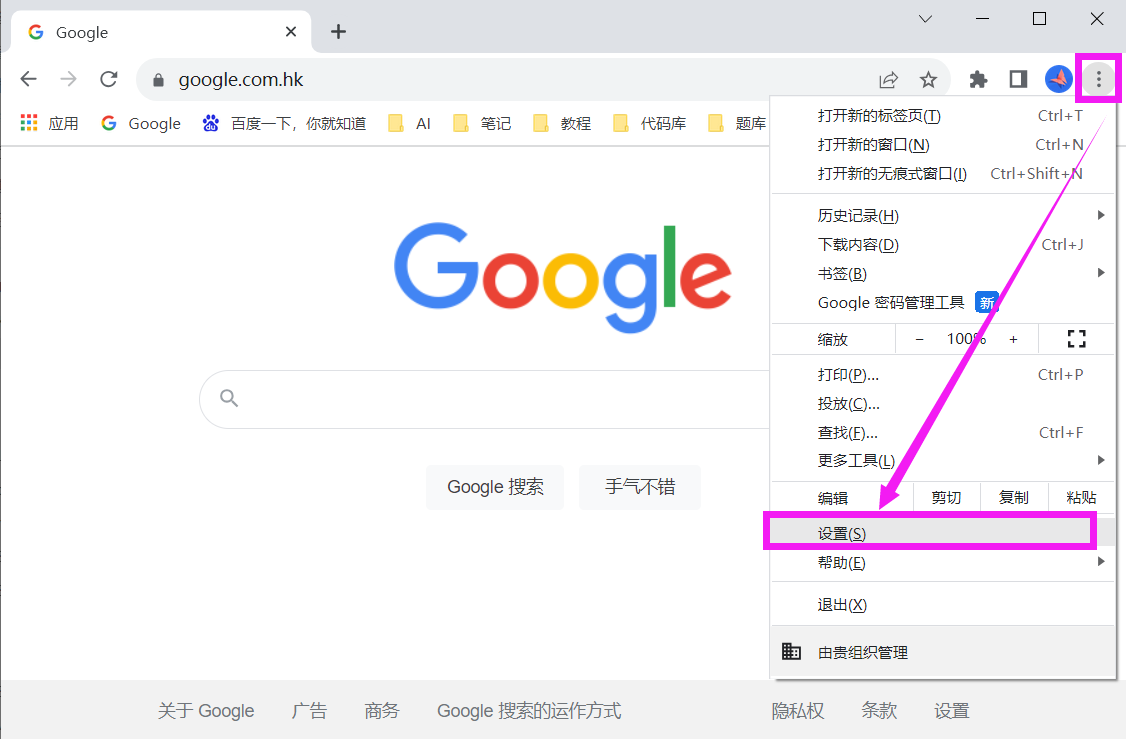 Google
google.com.hk
应用 Google 百度一下，你就知道 AI 笔记 教程 代码库 题库
打开新的标签页(T) Ctrl+T
打开新的窗口(N) Ctrl+N
打开新的无痕式窗口(I) Ctrl+Shift+N
历史记录(H)
下载内容(D) Ctrl+J
书签(B)
Google 密码管理工具 新
缩放 − 100% +
打印(P)... Ctrl+P
投放(C)...
查找(F)... Ctrl+F
更多工具(L)
编辑 剪切 复制 粘贴
设置(S)
帮助(E)
退出(X)
由贵组织管理
Google
Google 搜索 手气不错
关于 Google 广告 商务 Google 搜索的运作方式 隐私权 条款 设置